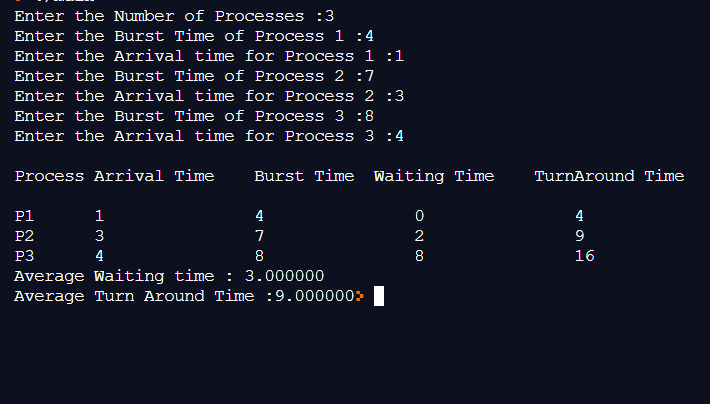 Enter the Number of Processes :3
Enter the Burst Time of Process 1 :4
Enter the Arrival time for Process 1 :1
Enter the Burst Time of Process 2 :7
Enter the Arrival time for Process 2 :3
Enter the Burst Time of Process 3 :8
Enter the Arrival time for Process 3 :4
Process Arrival Time Burst Time Waiting Time TurnAround Time
P1 1 4 0 4
P2 3 7 2 9
P3 4 8 8 16
Average Waiting time : 3.000000
Average Turn Around Time :9.000000>